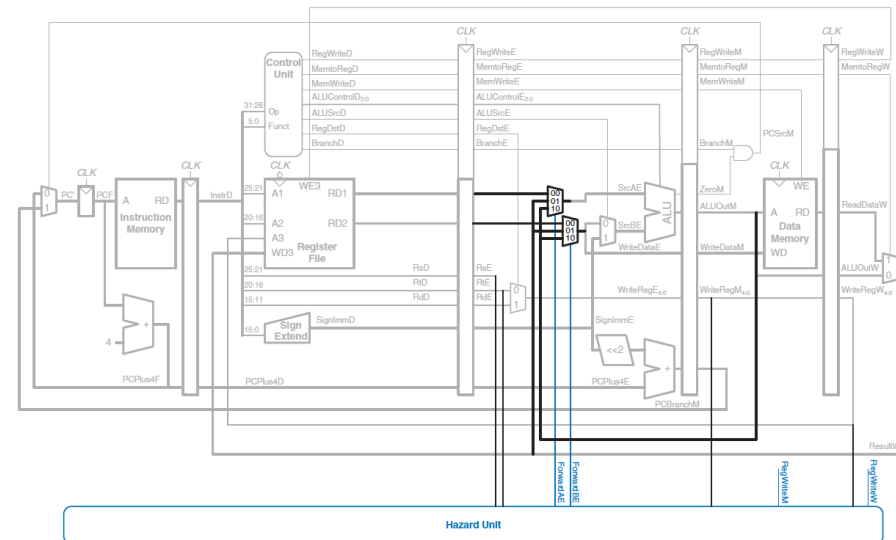 CLK
CLK
CLK
Control
Unit
RegWriteD
MemtoRegD
MemWriteD
ALUControlD2:0
ALUSrcD
RegDstD
BranchD
31:26
Op
5:0
Funct
RegWriteE
MemtoRegE
MemWriteE
ALUControlE2:0
ALUSrcE
RegDstE
BranchE
RegWriteM
MemtoRegM
MemWriteM
BranchM
PCSrcM
RegWriteW
MemtoRegW
CLK
CLK
CLK
CLK
0
1
PC'
PCF
A
RD
Instruction
Memory
InstrD
25:21
20:16
A1
A2
A3
WD3
WE3
RD1
RD2
Register
File
00
01
10
00
01
10
0
1
SrcAE
SrcBE
ALU
ZeroM
ALUOutM
WriteDataE
WriteDataM
WE
A
RD
Data
Memory
WD
ReadDataW
ALUOutW
1
0
25:21
RsD
RsE
20:16
RtD
RtE
15:11
RdD
RdE
0
1
WriteRegE4:0
WriteRegM4:0
WriteRegW4:0
15:0
Sign
Extend
SignImmD
SignImmE
<<2
+
4
+
PCPlus4F
PCPlus4D
PCPlus4E
PCBranchM
ResultW
ForwardAE
ForwardBE
RegWriteM
RegWriteW
Hazard Unit